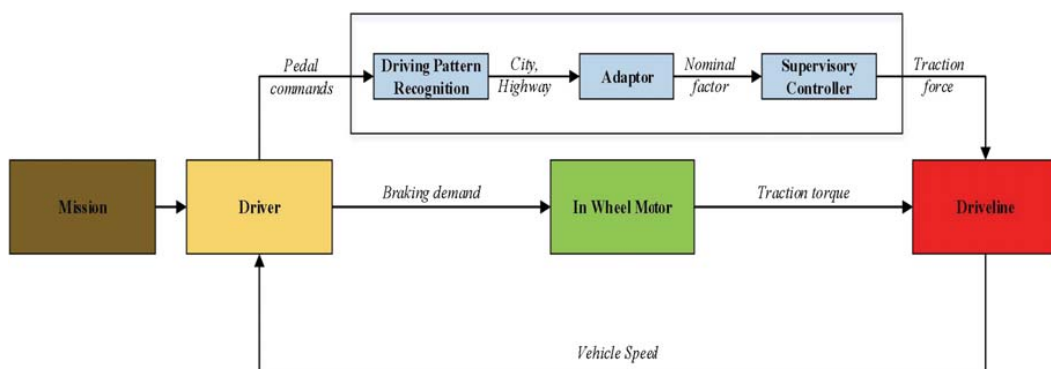 Pedal
commands
Driving Pattern
Recognition
City,
Highway
Adaptor
Nominal
factor
Supervisory
Controller
Traction
force
Mission
Driver
Braking demand
In Wheel Motor
Traction torque
Driveline
Vehicle Speed